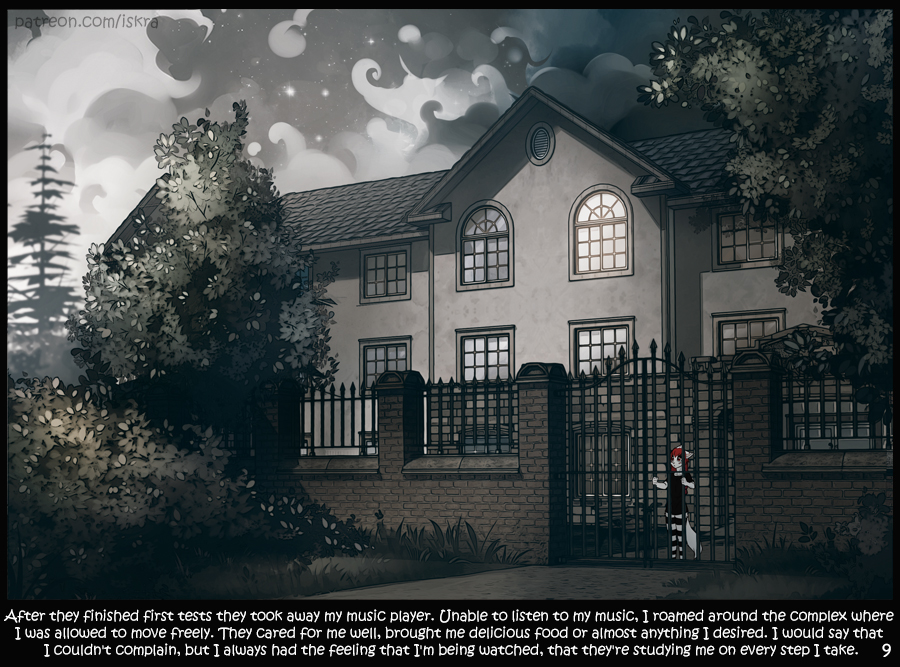 patreon.com/iskra
After they finished first tests they took away my music player. Unable to listen to my music, I roamed around the complex where
I was allowed to move freely. They cared for me well, brought me delicious food or almost anything I desired. I would say that
I couldn't complain, but I always had the feeling that I'm being watched, that they're studying me on every step I take.
9